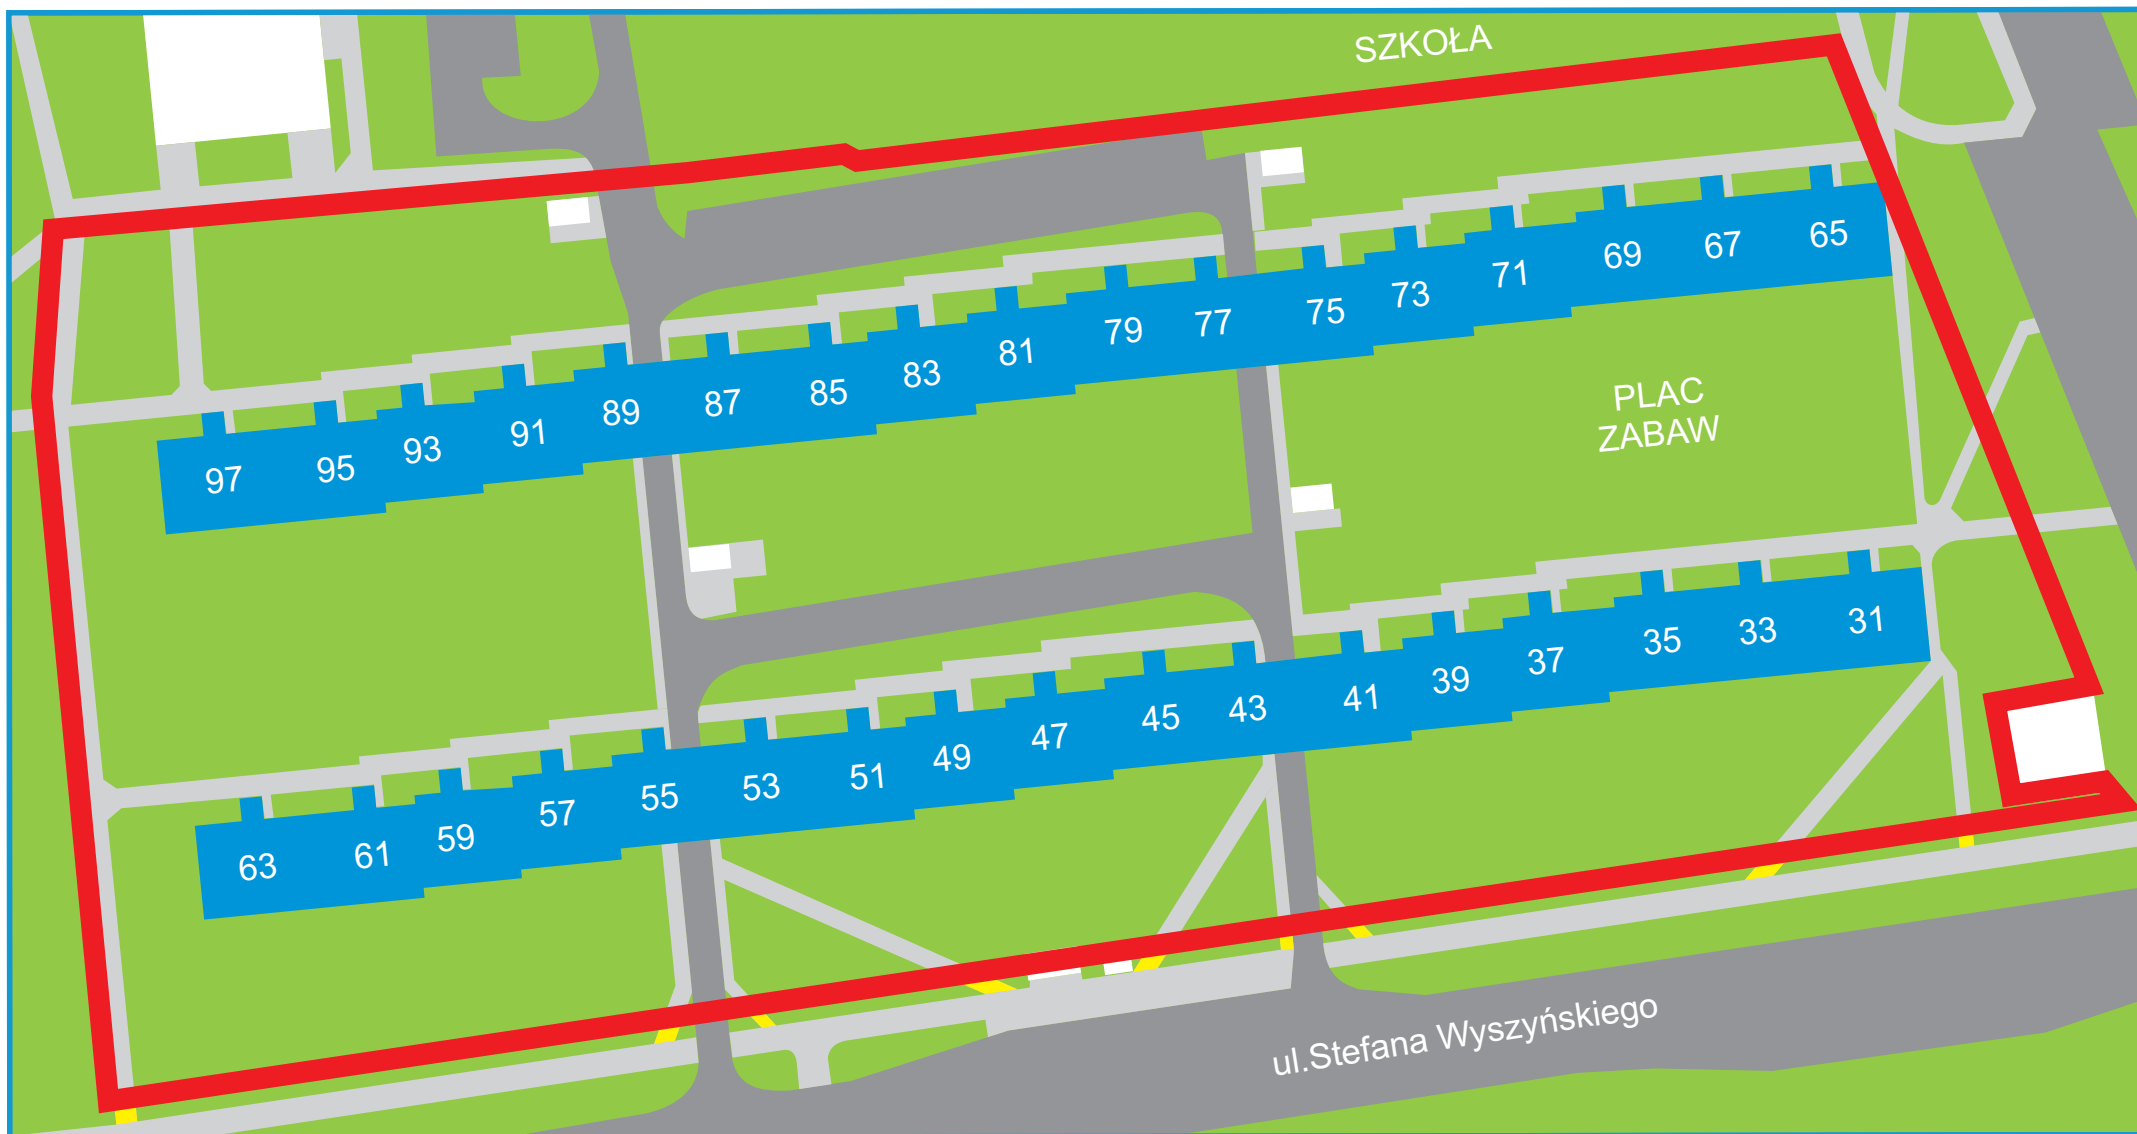 SZKOŁA
97 95 93 91 89 87 85 83 81 79 77 75 73 71 69 67 65
PLAC
ZABAW
63 61 59 57 55 53 51 49 47 45 43 41 39 37 35 33 31
ul.Stefana Wyszyńskiego